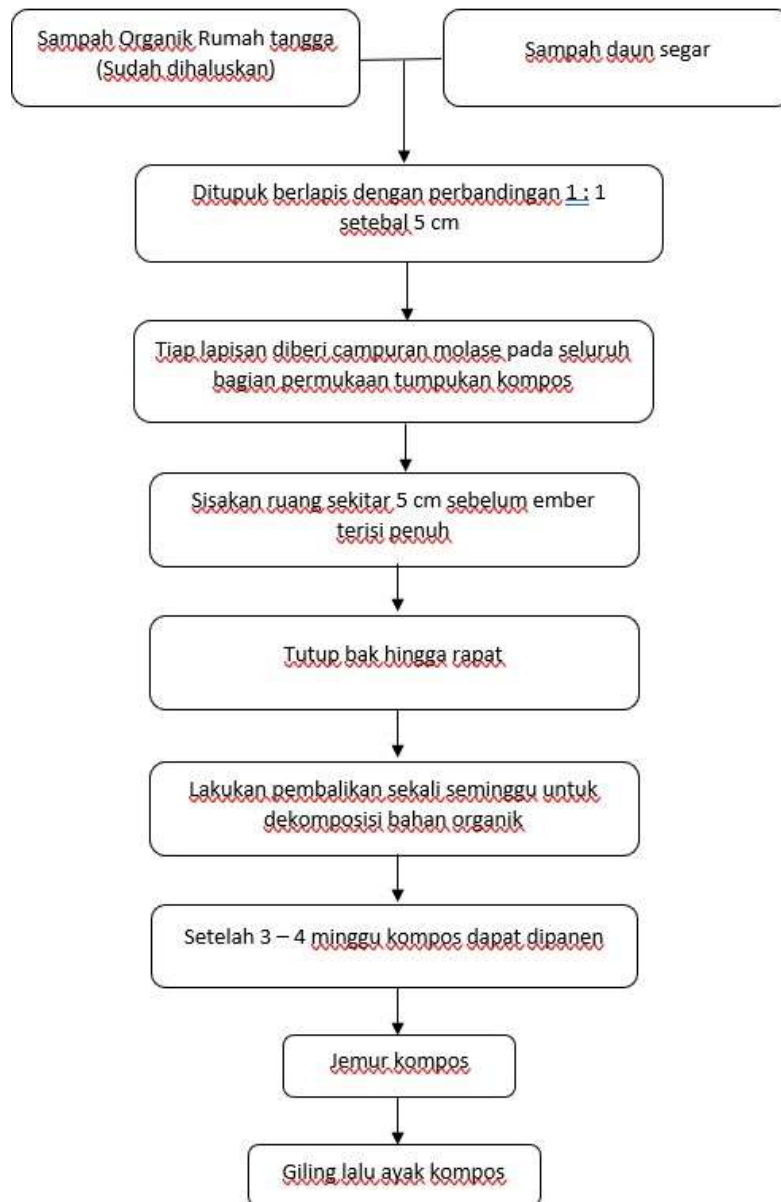 Sampah Organik Rumah tangga
(Sudah dihaluskan)
Sampah daun segar
Ditupuk berlapis dengan perbandingan 1 : 1
setebal 5 cm
Tiap lapisan diberi campuran molase pada seluruh
bagian permukaan tumpukan kompos
Sisakan ruang sekitar 5 cm sebelum ember
terisi penuh
Tutup bak hingga rapat
Lakukan pembalikan sekali seminggu untuk
dekomposisi bahan organik
Setelah 3 – 4 minggu kompos dapat dipanen
Jemur kompos
Giling lalu ayak kompos